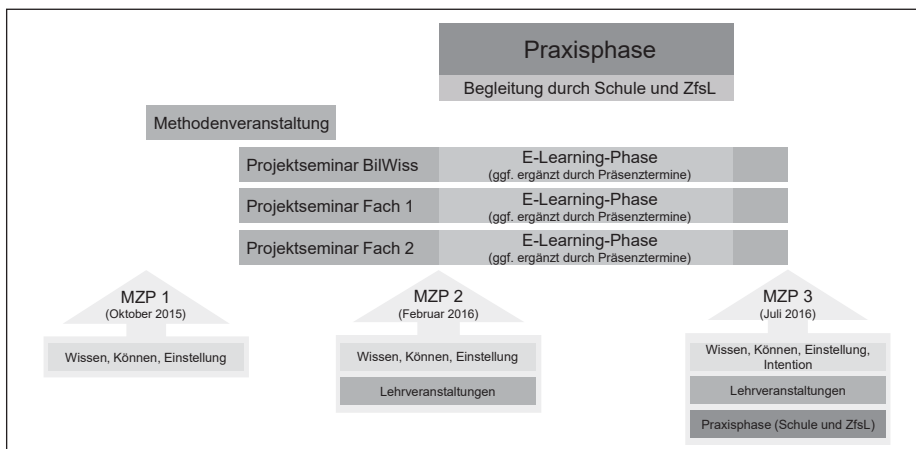 Praxisphase
Begleitung durch Schule und ZfsL
Methodenveranstaltung
Projektseminar BilWiss
E-Learning-Phase
(ggf. ergänzt durch Präsenztermine)
Projektseminar Fach 1
E-Learning-Phase
(ggf. ergänzt durch Präsenztermine)
Projektseminar Fach 2
E-Learning-Phase
(ggf. ergänzt durch Präsenztermine)
MZP 1
(Oktober 2015)
Wissen, Können, Einstellung
MZP 2
(Februar 2016)
Wissen, Können, Einstellung
Lehrveranstaltungen
MZP 3
(Juli 2016)
Wissen, Können, Einstellung,
Intention
Lehrveranstaltungen
Praxisphase (Schule und ZfsL)